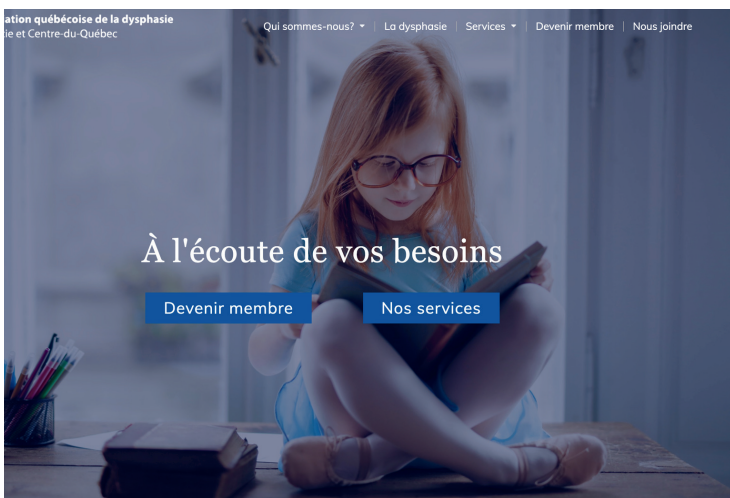 ation québécoise de la dysphasie
ie et Centre-du-Québec
Qui sommes-nous? | La dysphasie | Services | Devenir membre | Nous joindre
À l'écoute de vos besoins
Devenir membre
Nos services